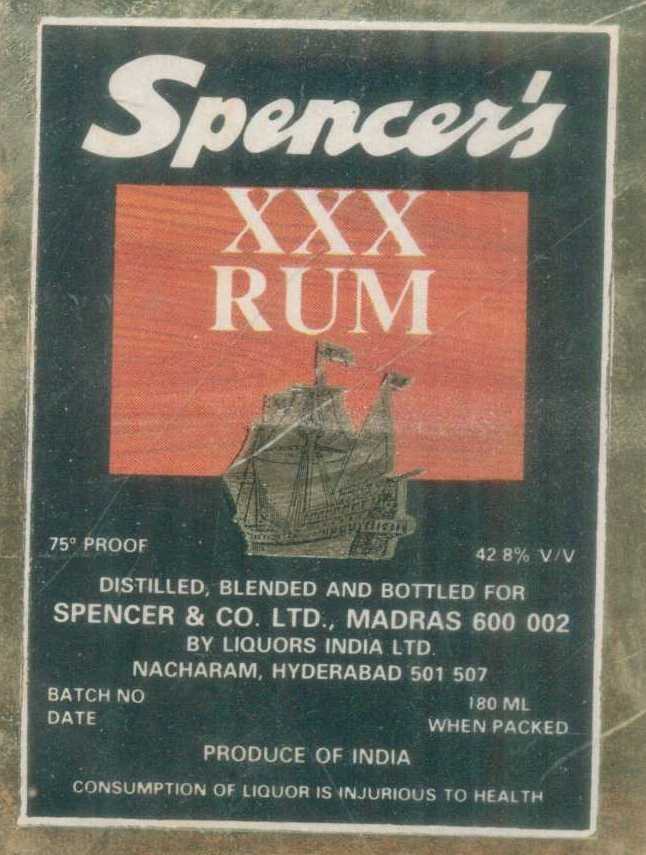 Spencer's
XXX
RUM
75° PROOF
42.8% V/V
DISTILLED, BLENDED AND BOTTLED FOR
SPENCER & CO. LTD., MADRAS 600 002
BY LIQUORS INDIA LTD.
NACHARAM, HYDERABAD 501 507
BATCH NO
180 ML
DATE
WHEN PACKED
PRODUCE OF INDIA
CONSUMPTION OF LIQUOR IS INJURIOUS TO HEALTH